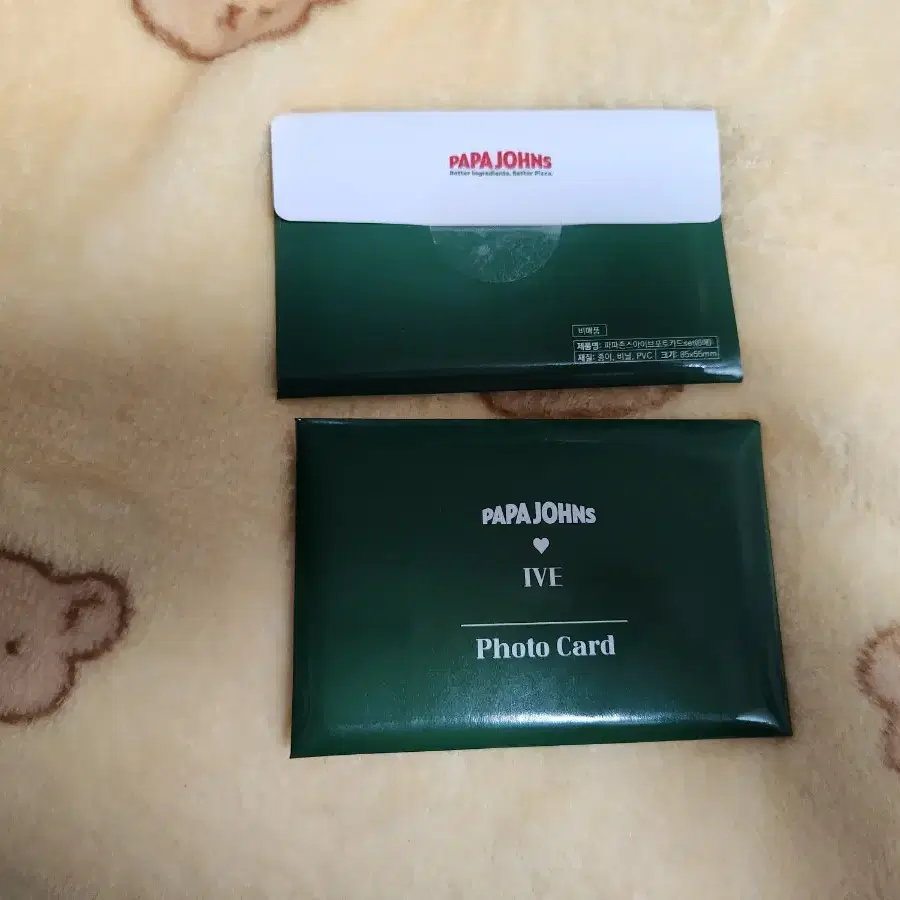 PAPA JOHNS
Better Ingredients. Better Pizza.
비매품
제품명: 파파존스아이브포토카드set(6매)
재질: 종이, 비닐, PVC | 크기: 85x55mm
PAPA JOHNS
IVE
Photo Card